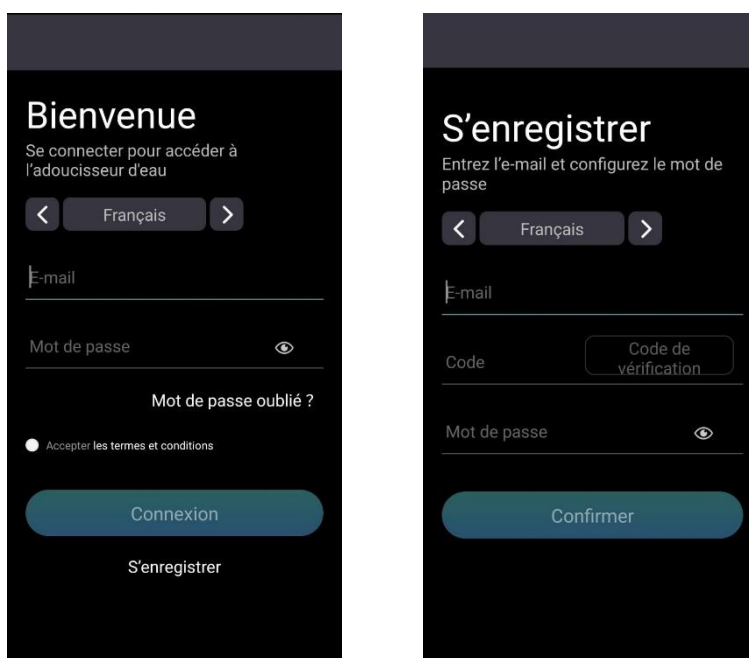 Bienvenue
Se connecter pour accéder à
l'adoucisseur d'eau
Français
E-mail
Mot de passe
Mot de passe oublié ?
Accepter les termes et conditions
Connexion
S'enregistrer
S'enregistrer
Entrez l'e-mail et configurez le mot de
passe
Français
E-mail
Code
Code de
vérification
Mot de passe
Confirmer